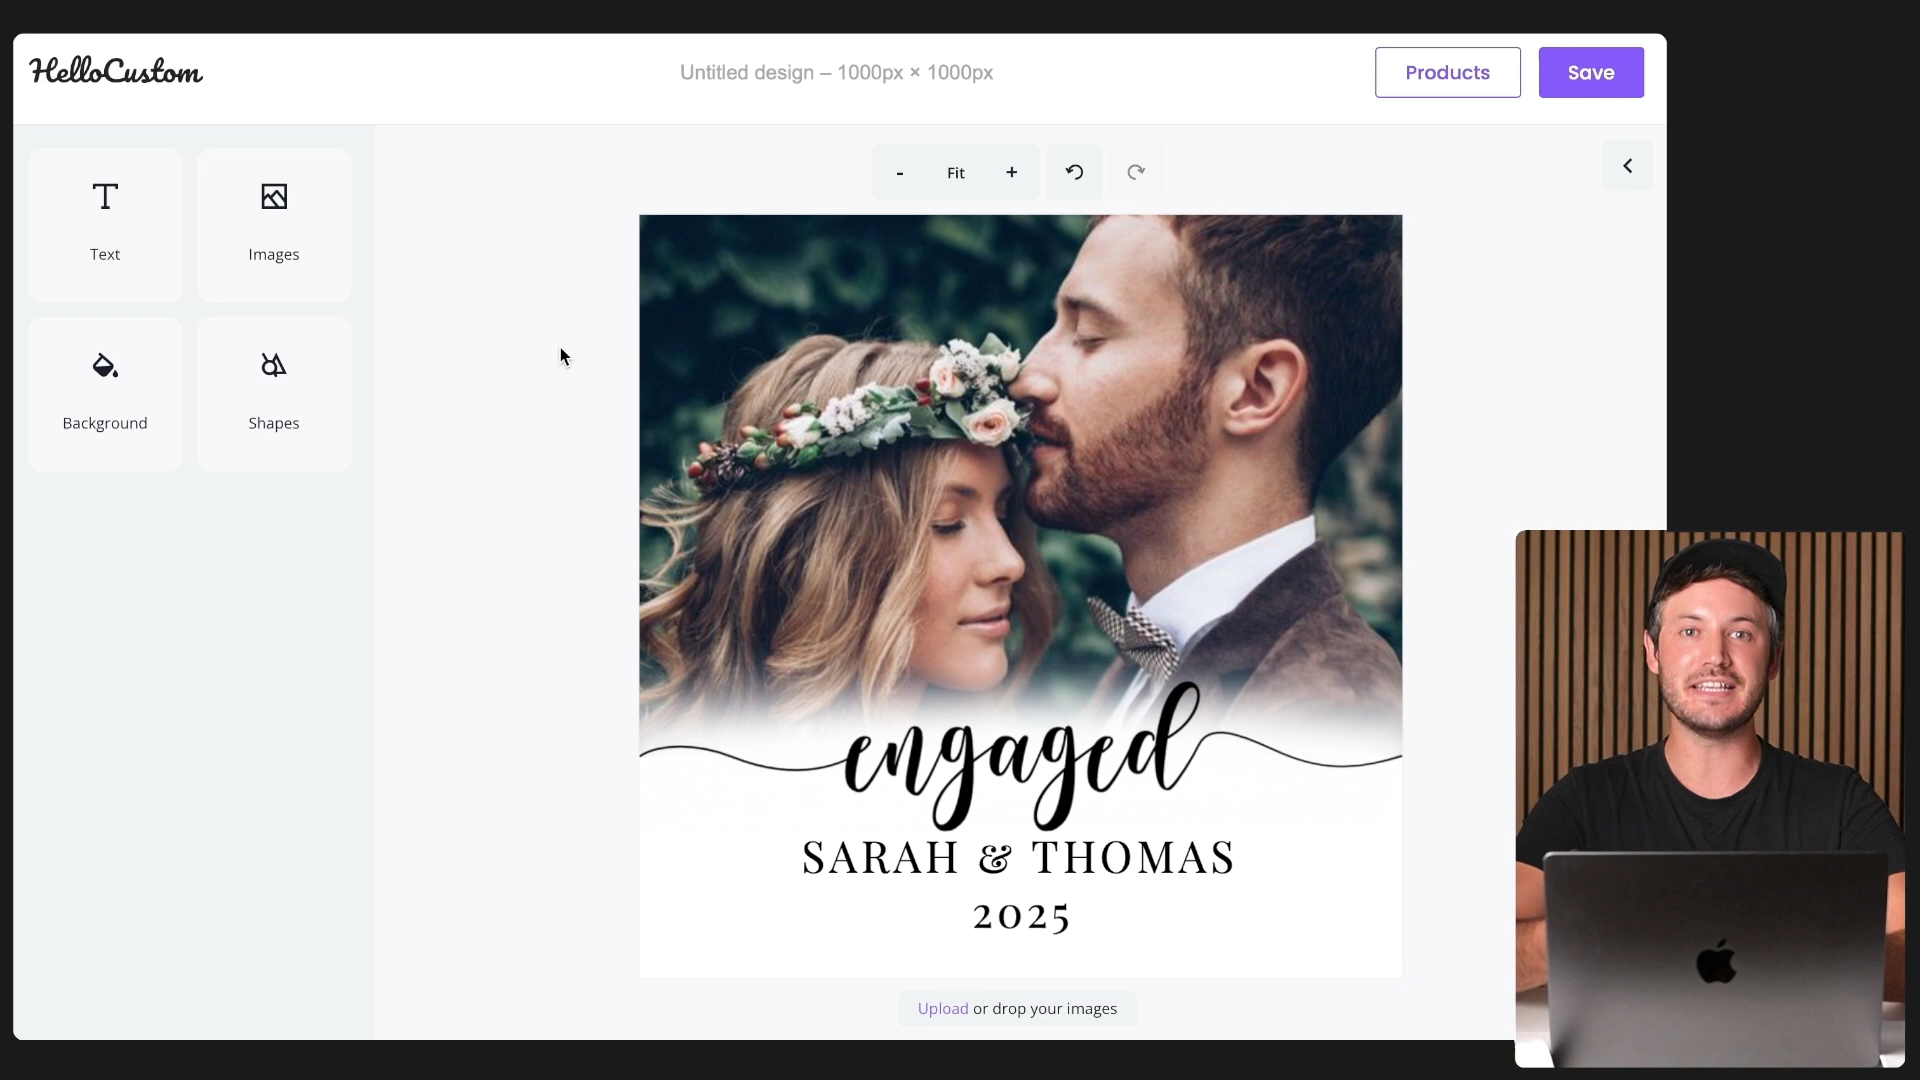 HelloCustom
Untitled design – 1000px × 1000px
Products
Save
Text
Images
Background
Shapes
- Fit +
engaged
SARAH & THOMAS
2025
Upload or drop your images